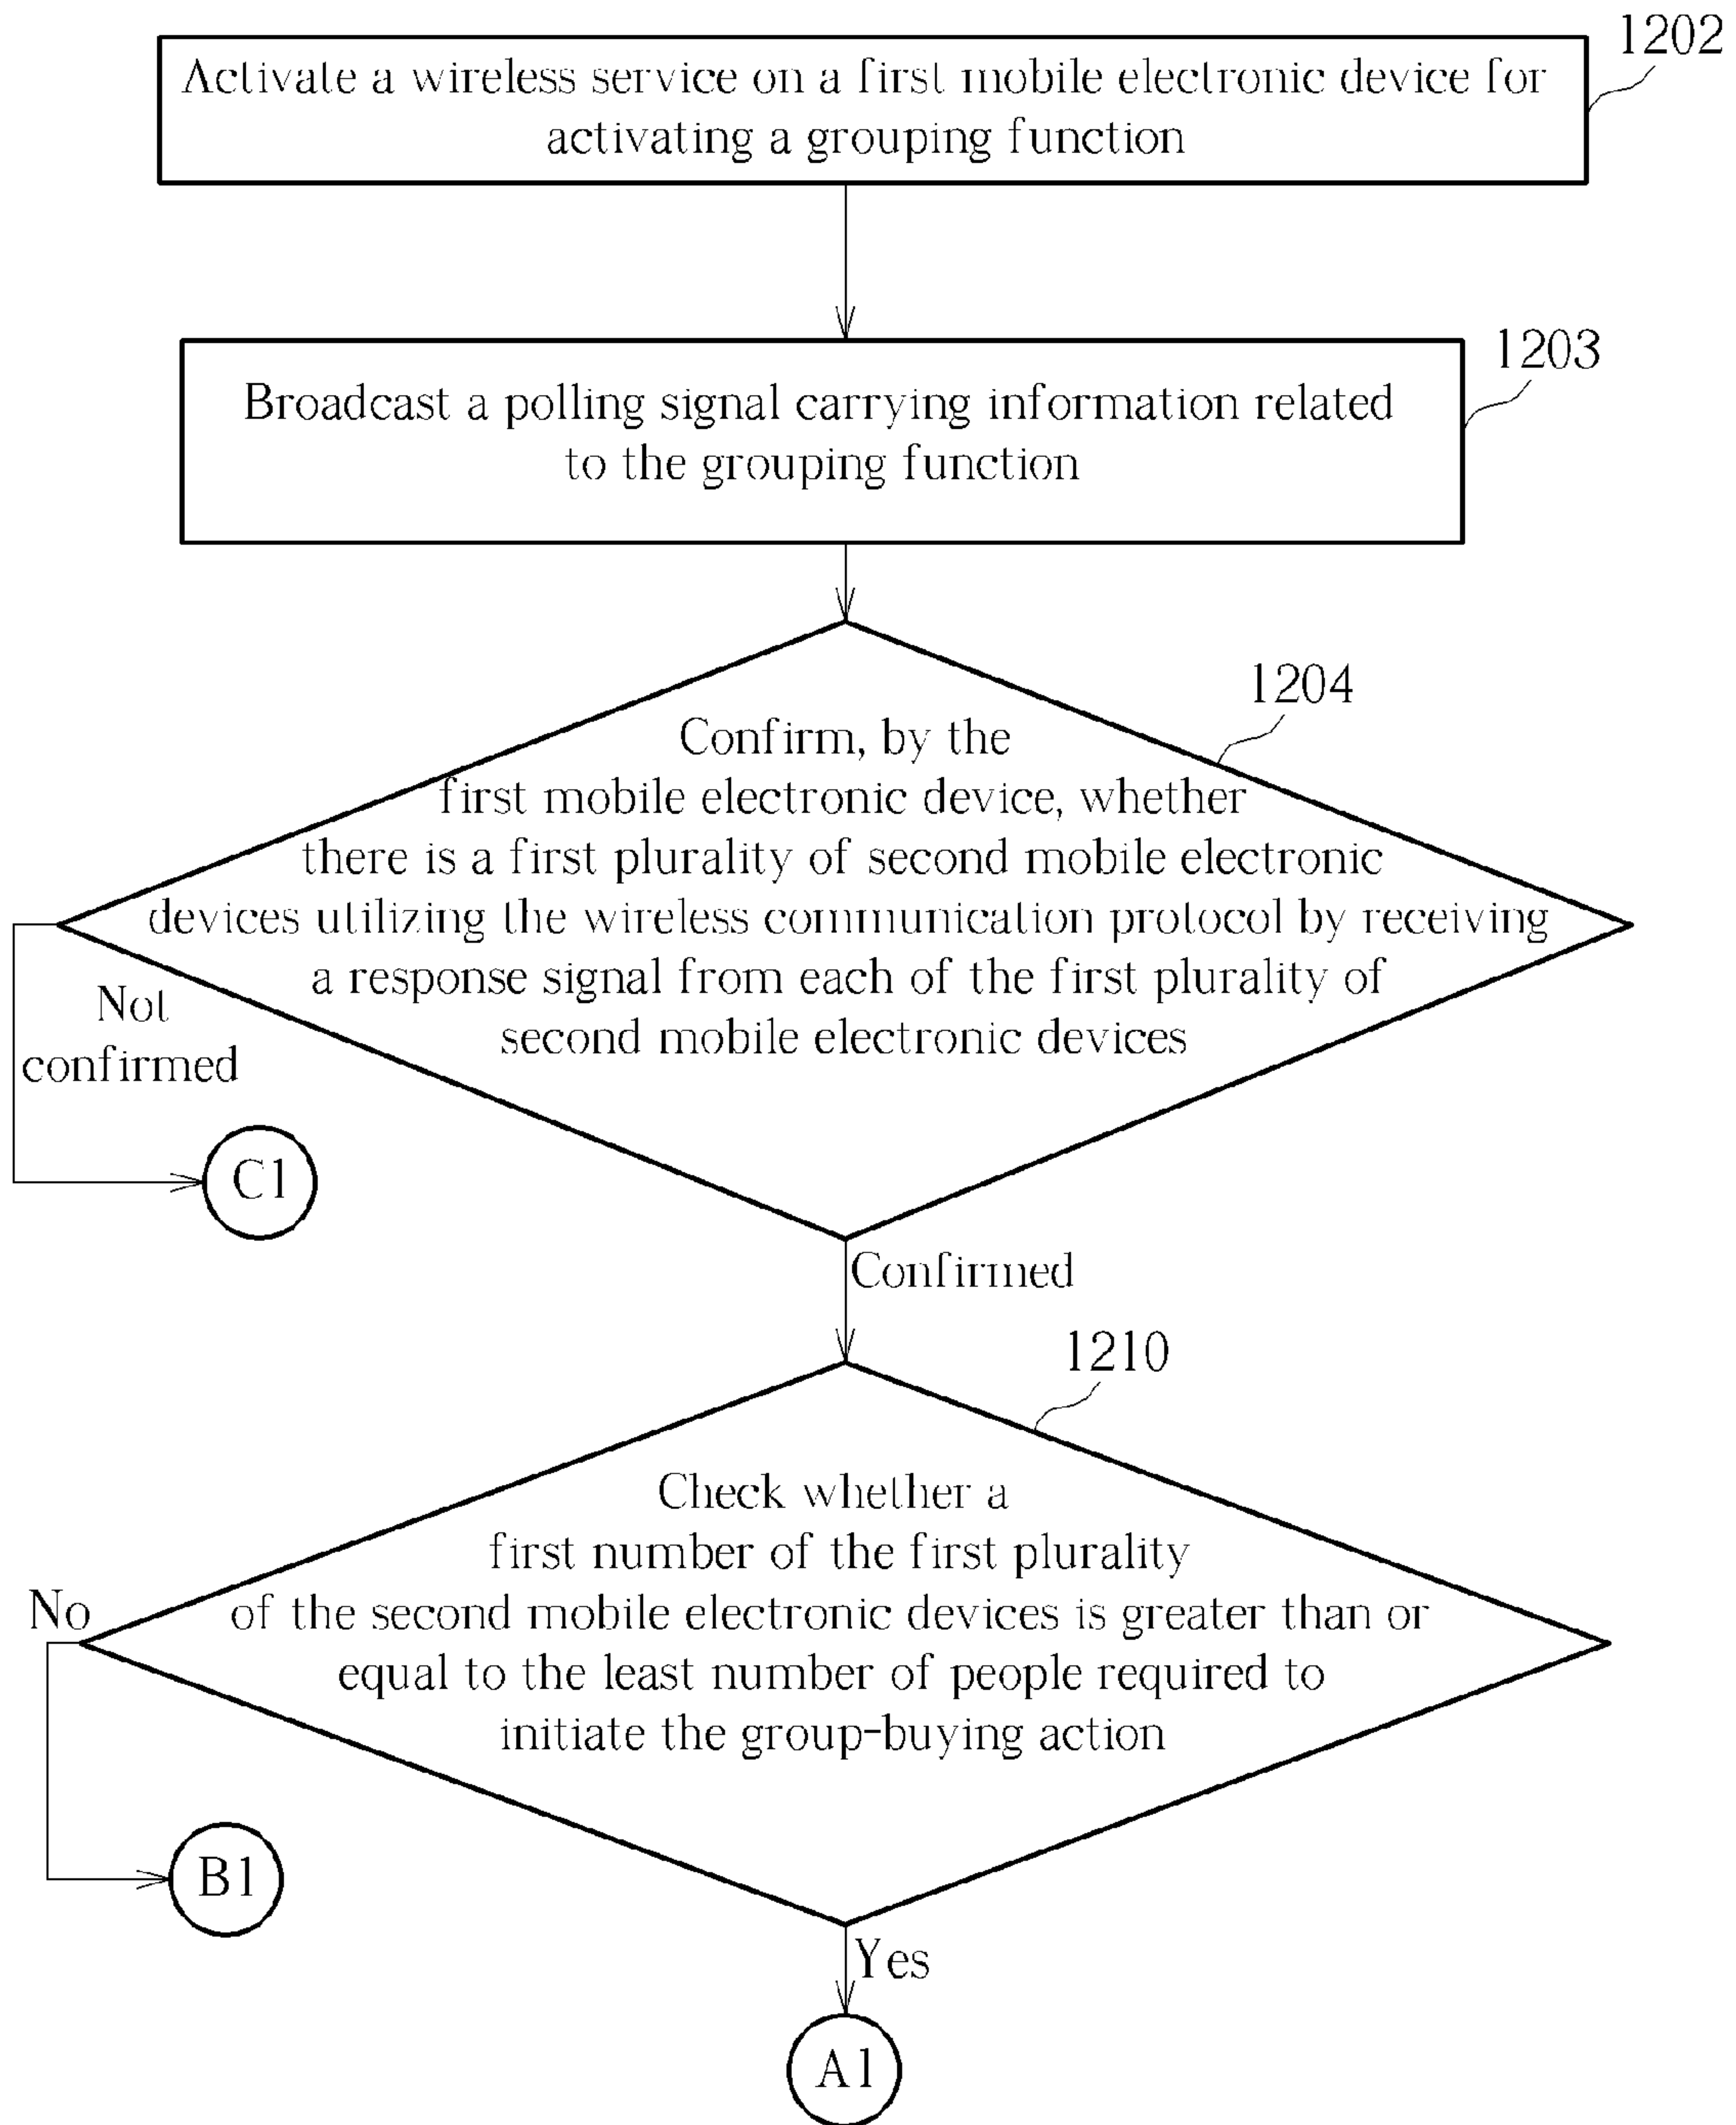 1202
Activate a wireless service on a first mobile electronic device for
activating a grouping function
1203
Broadcast a polling signal carrying information related
to the grouping function
1204
Confirm, by the
first mobile electronic device, whether
there is a first plurality of second mobile electronic
devices utilizing the wireless communication protocol by receiving
a response signal from each of the first plurality of
second mobile electronic devices
Not
confirmed
C1
Confirmed
1210
Check whether a
first number of the first plurality
of the second mobile electronic devices is greater than or
equal to the least number of people required to
initiate the group-buying action
No
B1
Yes
A1